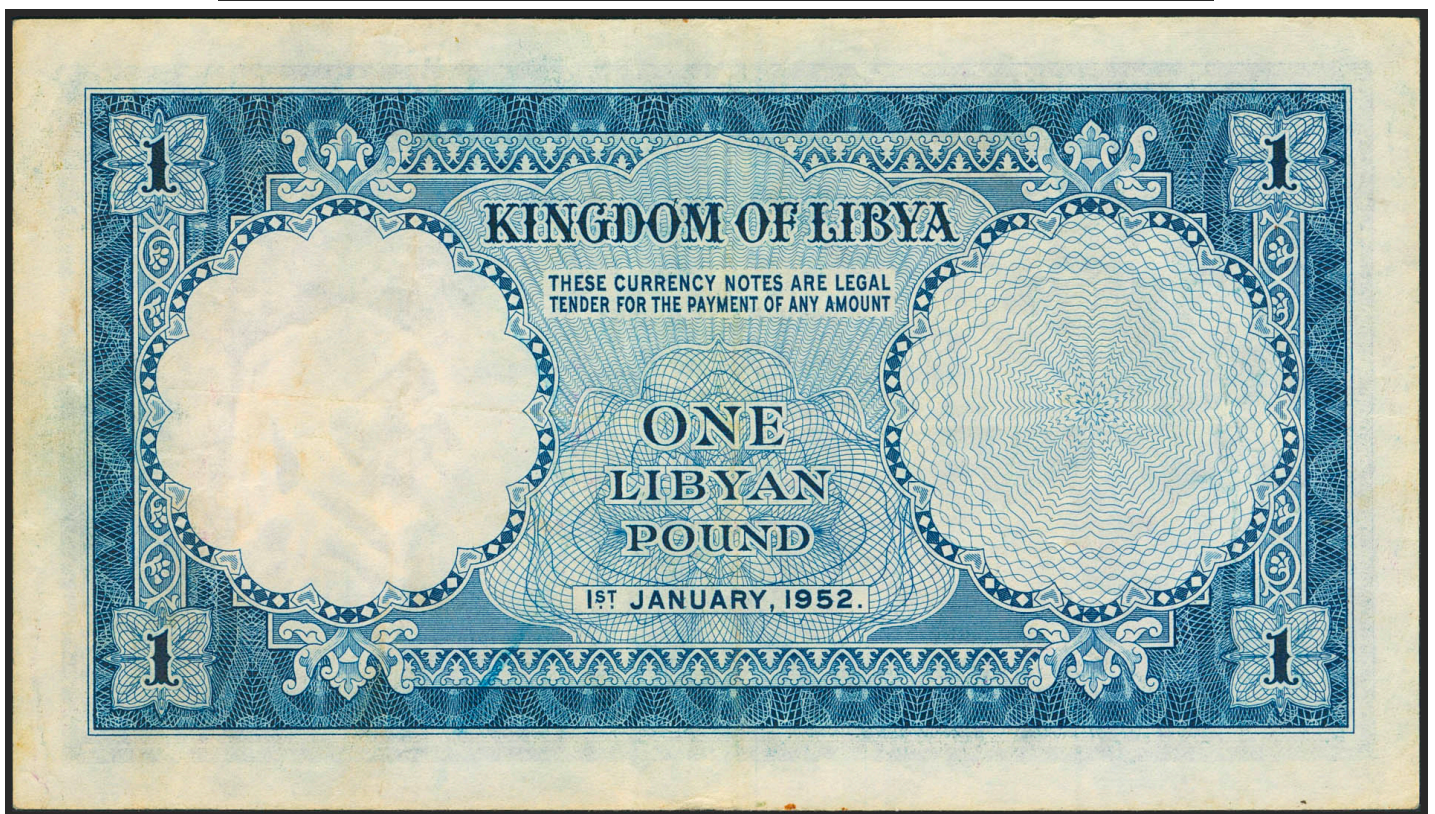 1
1
KINGDOM OF LIBYA
THESE CURRENCY NOTES ARE LEGAL
TENDER FOR THE PAYMENT OF ANY AMOUNT
ONE
LIBYAN
POUND
1ST JANUARY, 1952.
1
1